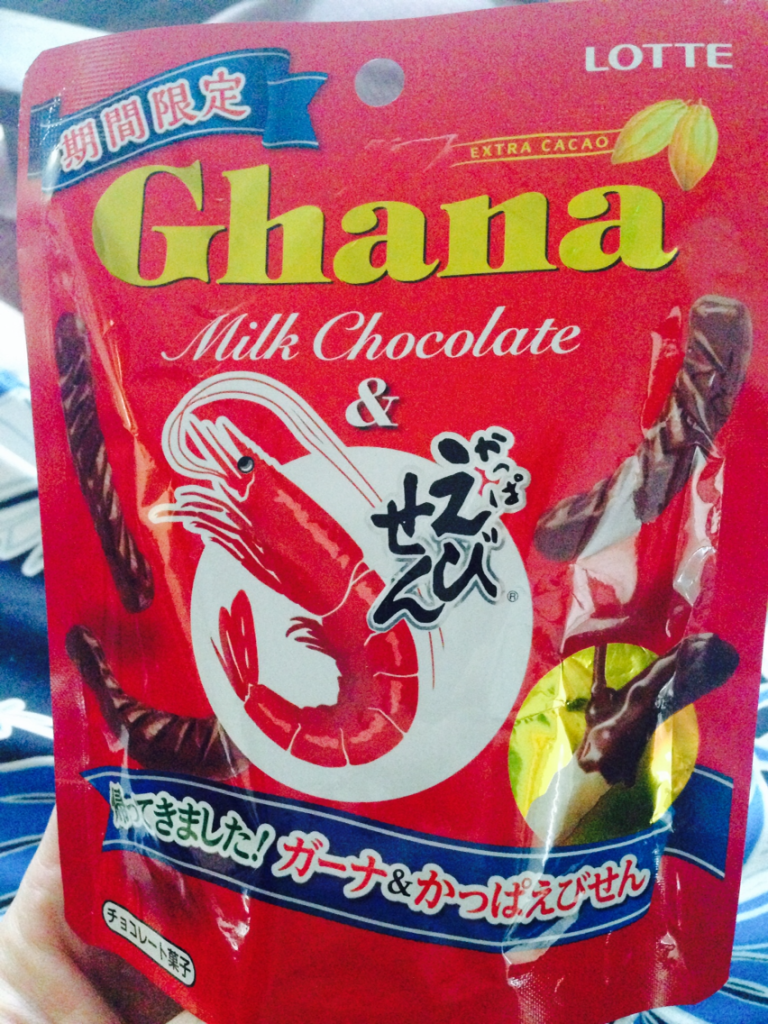 LOTTE
期間限定
EXTRA CACAO
Ghana
Milk Chocolate
&
かっぱ
えび
せん
®
帰ってきました! ガーナ&かっぱえびせん
チョコレート菓子